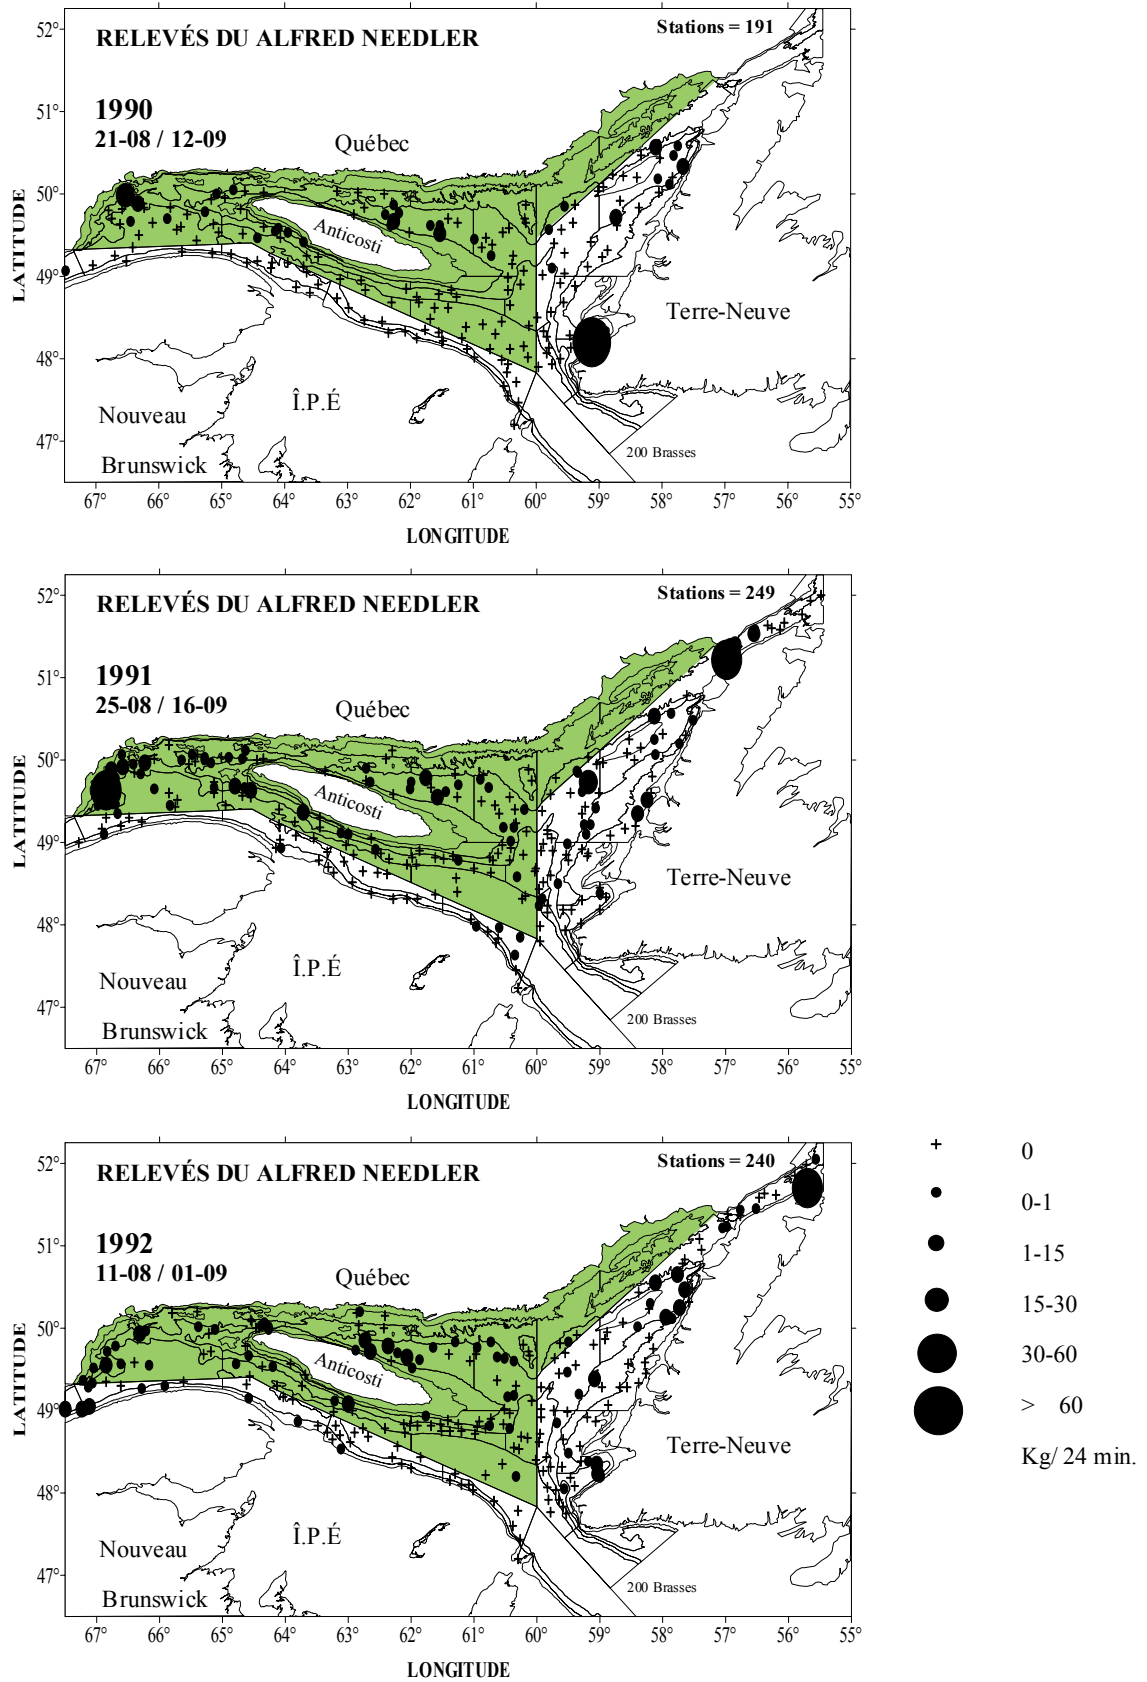 RELEVÉS DU ALFRED NEEDLER
Stations = 191
1990
21-08 / 12-09
Québec
Anticosti
Terre-Neuve
Nouveau
Brunswick
Î.P.É
200 Brasses
LATITUDE
52°
51°
50°
49°
48°
47°
67° 66° 65° 64° 63° 62° 61° 60° 59° 58° 57° 56° 55°
LONGITUDE
RELEVÉS DU ALFRED NEEDLER
Stations = 249
1991
25-08 / 16-09
Québec
Anticosti
Terre-Neuve
Nouveau
Brunswick
Î.P.É
200 Brasses
LATITUDE
52°
51°
50°
49°
48°
47°
67° 66° 65° 64° 63° 62° 61° 60° 59° 58° 57° 56° 55°
LONGITUDE
RELEVÉS DU ALFRED NEEDLER
Stations = 240
1992
11-08 / 01-09
Québec
Anticosti
Terre-Neuve
Nouveau
Brunswick
Î.P.É
200 Brasses
LATITUDE
52°
51°
50°
49°
48°
47°
67° 66° 65° 64° 63° 62° 61° 60° 59° 58° 57° 56° 55°
LONGITUDE
0
0-1
1-15
15-30
30-60
> 60
Kg/ 24 min.